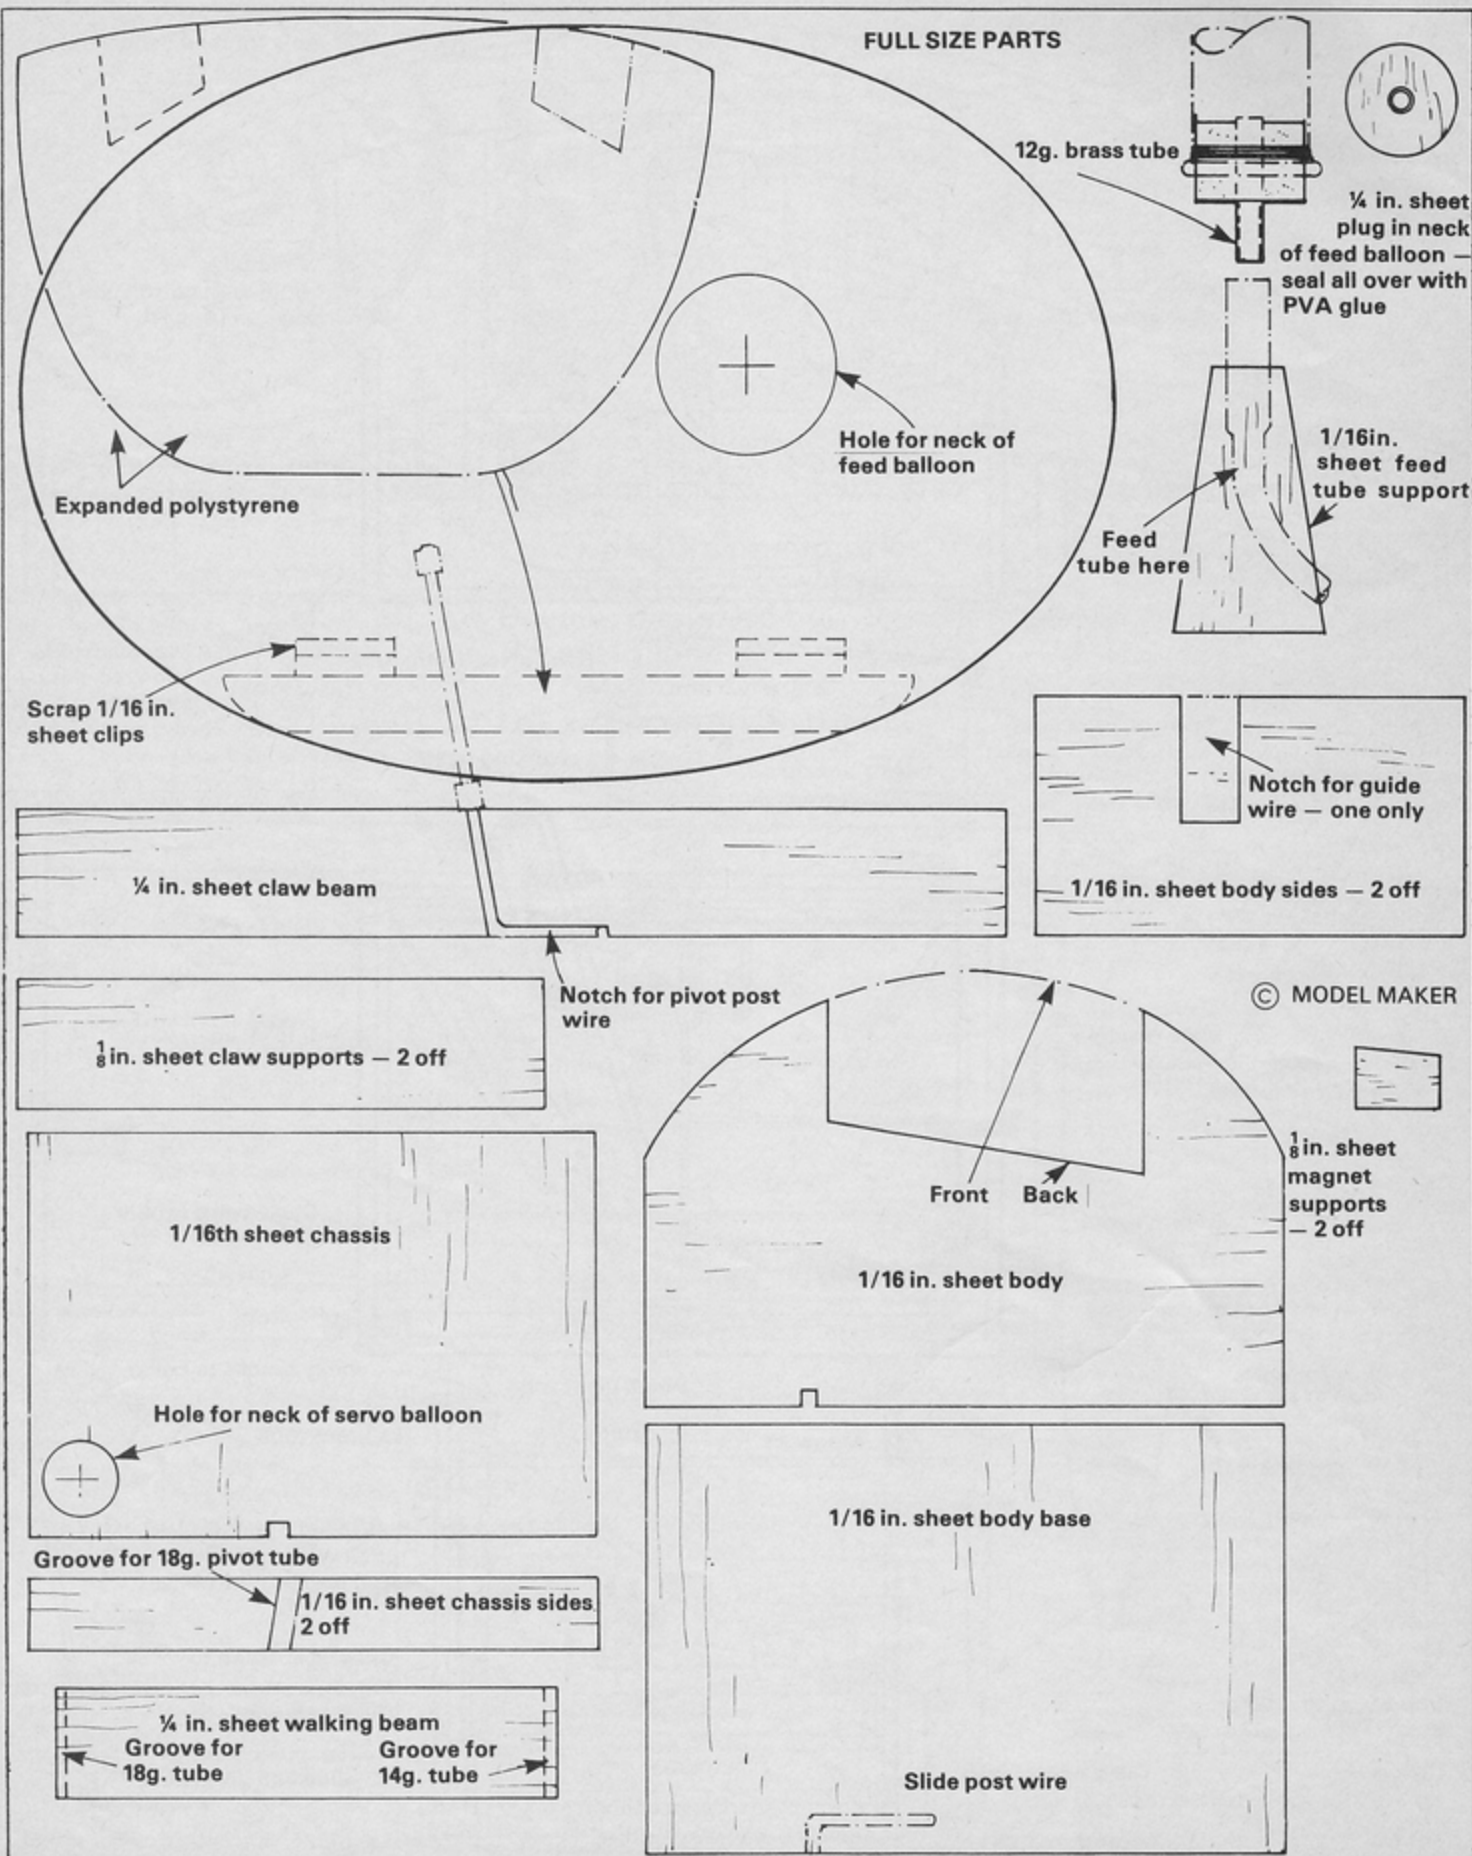 FULL SIZE PARTS
12g. brass tube
¼ in. sheet
plug in neck
of feed balloon —
seal all over with
PVA glue
Hole for neck of
feed balloon
Expanded polystyrene
1/16in.
sheet feed
tube support
Feed
tube here
Scrap 1/16 in.
sheet clips
Notch for guide
wire — one only
1/16 in. sheet body sides — 2 off
¼ in. sheet claw beam
Notch for pivot post
wire
© MODEL MAKER
⅛ in. sheet claw supports — 2 off
⅛ in. sheet
magnet
supports
— 2 off
Front
Back
1/16th sheet chassis
1/16 in. sheet body
Hole for neck of servo balloon
1/16 in. sheet body base
Groove for 18g. pivot tube
1/16 in. sheet chassis sides
2 off
¼ in. sheet walking beam
Groove for
18g. tube
Groove for
14g. tube
Slide post wire